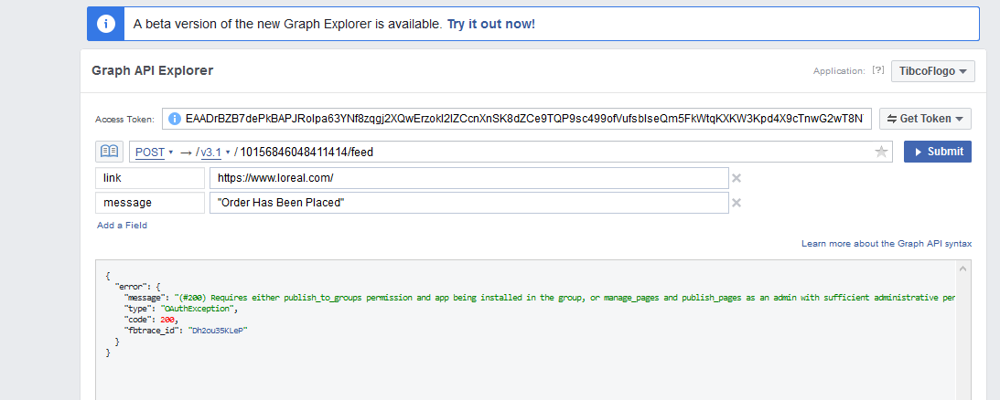 A beta version of the new Graph Explorer is available. Try it out now!
Graph API Explorer
Application: [?] TibcoFlogo
Access Token: EAADrBZB7dePkBAPJRolpa63YNf8zqgj2XQwErzokl2IZCcnXnSK8dZCe9TQP9sc499ofVufsbIseQm5FkWtqKXKW3Kpd4X9cTnwG2wT8N Get Token
POST → / v3.1 / 10156846048411414/feed Submit
link https://www.loreal.com/
message "Order Has Been Placed"
Add a Field
Learn more about the Graph API syntax
{
"error": {
"message": "(#200) Requires either publish_to_groups permission and app being installed in the group, or manage_pages and publish_pages as an admin with sufficient administrative per
"type": "OAuthException",
"code": 200,
"fbtrace_id": "Dh2ou35KLeP"
}
}